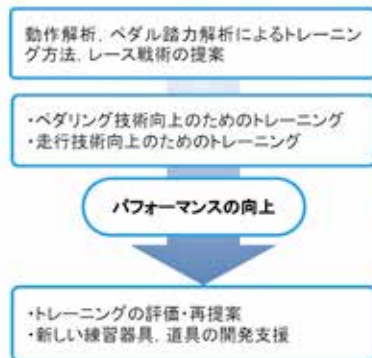 動作解析，ペダル踏力解析によるトレーニン
グ方法，レース戦術の提案
・ペダリング技術向上のためのトレーニング
・走行技術向上のためのトレーニング
パフォーマンスの向上
・トレーニングの評価・再提案
・新しい練習器具，道具の開発支援